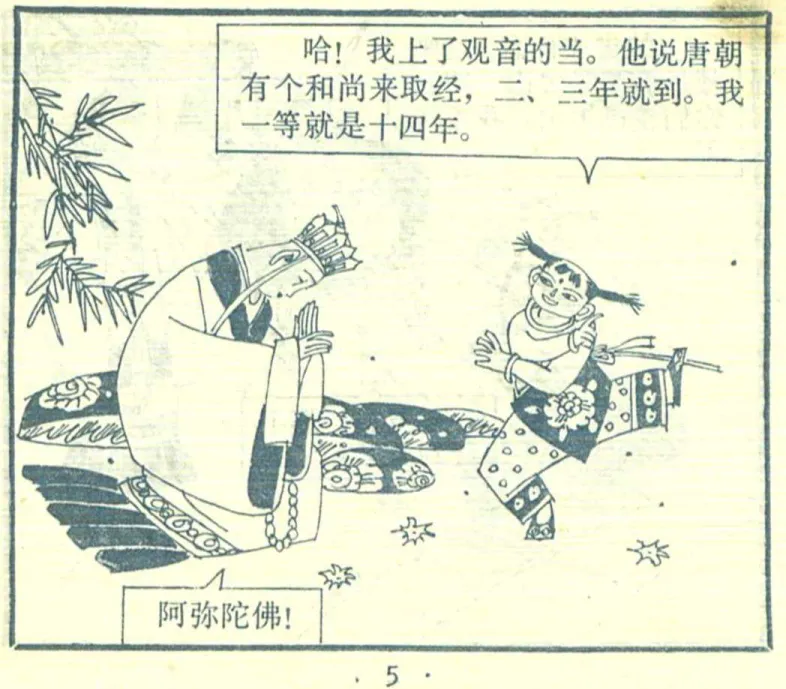 哈！我上了观音的当。他说唐朝
有个和尚来取经，二、三年就到。我
一等就是十四年。
阿弥陀佛！
· 5 ·